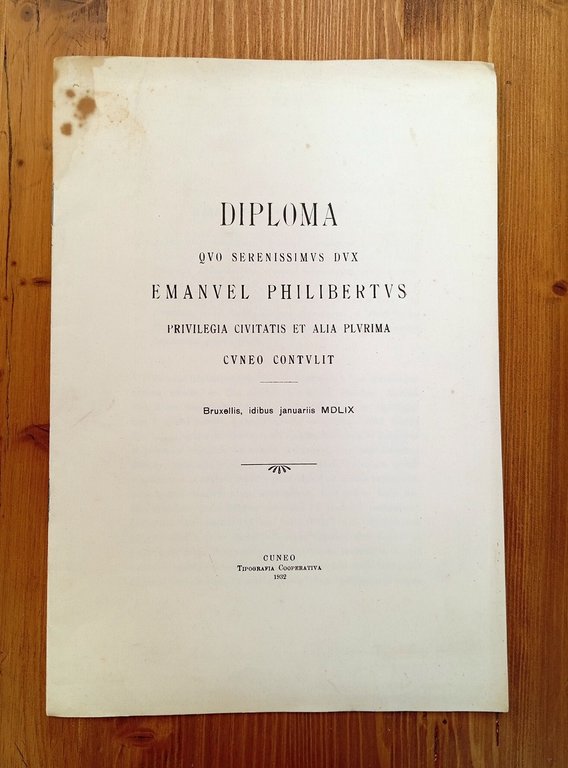 DIPLOMA
QVO SERENISSIMVS DVX
EMANVEL PHILIBERTVS
PRIVILEGIA CIVITATIS ET ALIA PLVRIMA
CVNEO CONTVLIT
Bruxellis, idibus januariis MDLIX
CUNEO
Tipografia Cooperativa
1932